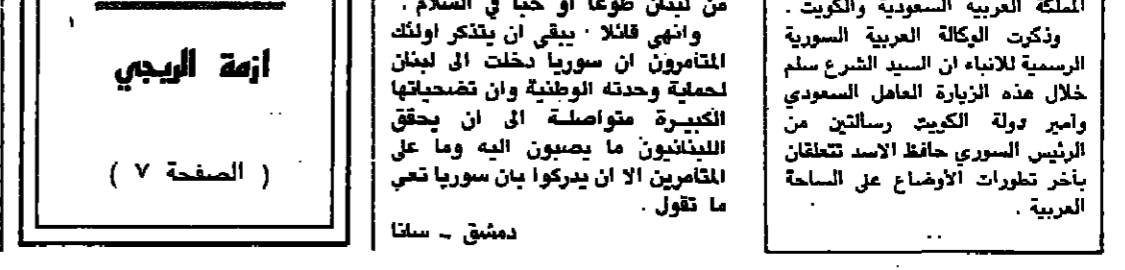 المملكة العربية السعودية والكويت .
وذكرت الوكالة العربية السورية
الرسمية للانباء ان السيد الشرع سلم
خلال هذه الزيارة العاهل السعودي
وامير دولة الكويت رسالتين من
الرئيس السوري حافظ الاسد تتعلقان
بآخر تطورات الأوضاع على الساحة
العربية .
من لبنان طوعا او حبا في السلام .
وانهى قائلا · يبقى ان يتذكر اولئك
المتامرون ان سوريا دخلت الى لبنان
لحماية وحدته الوطنية وان تضحياتها
الكبيرة متواصلة الى ان يحقق
اللبنانيون ما يصبون اليه وما على
المتامرين الا ان يدركوا بان سوريا تعي
ما تقول .
دمشق - سانا
ازمة الريجي
( الصفحة ٧ )